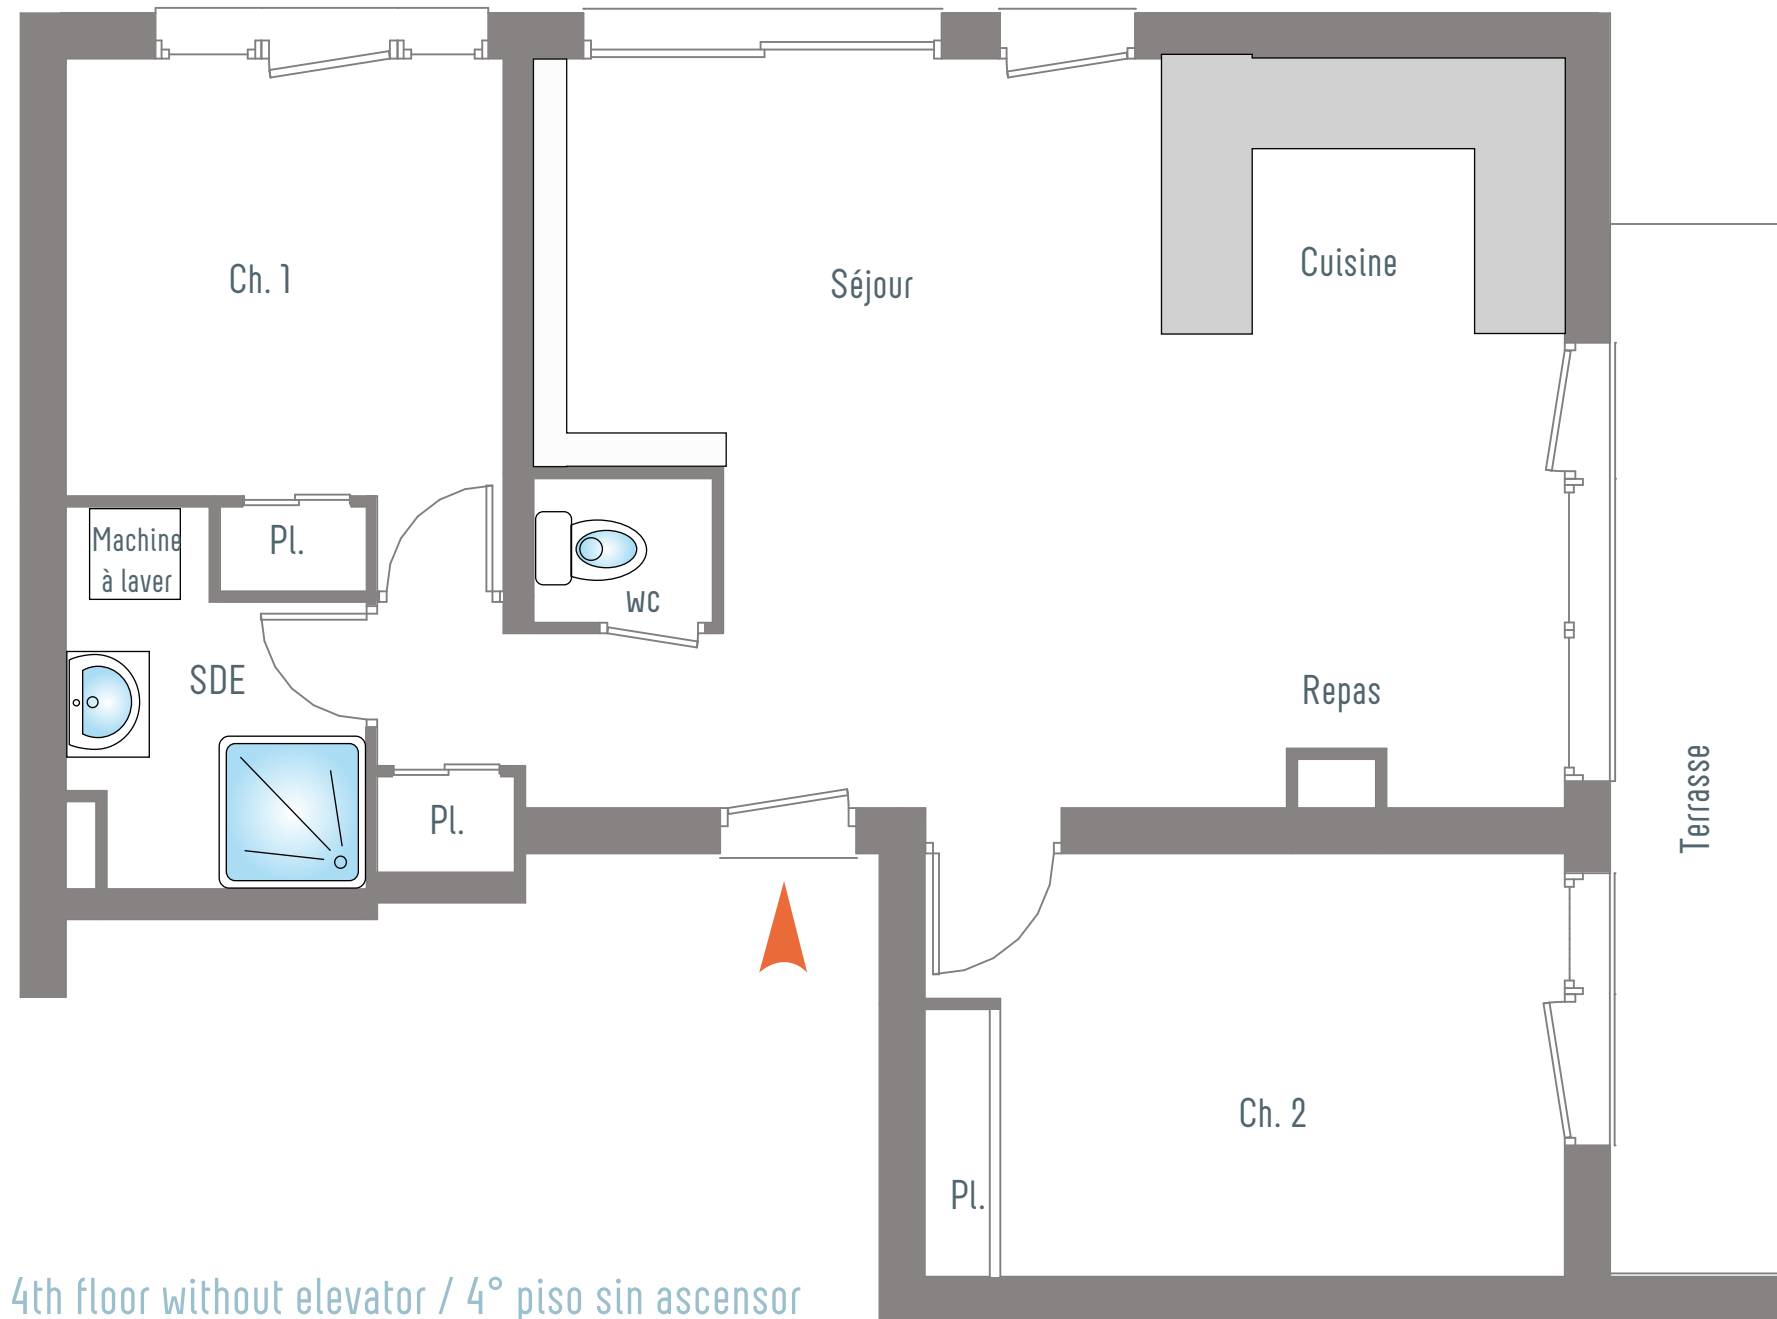 Ch. 1
Séjour
Cuisine
Machine
à laver
Pl.
WC
SDE
Repas
Pl.
Terrasse
Ch. 2
Pl.
4th floor without elevator / 4° piso sin ascensor